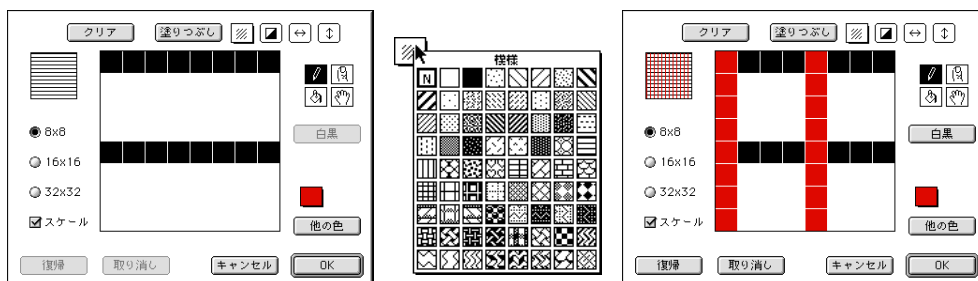 クリア 塗りつぶし
8x8
白黒
16x16
32x32
スケール
他の色
復帰 取り消し キャンセル OK
模様
N
クリア 塗りつぶし
8x8
白黒
16x16
32x32
スケール
他の色
復帰 取り消し キャンセル OK